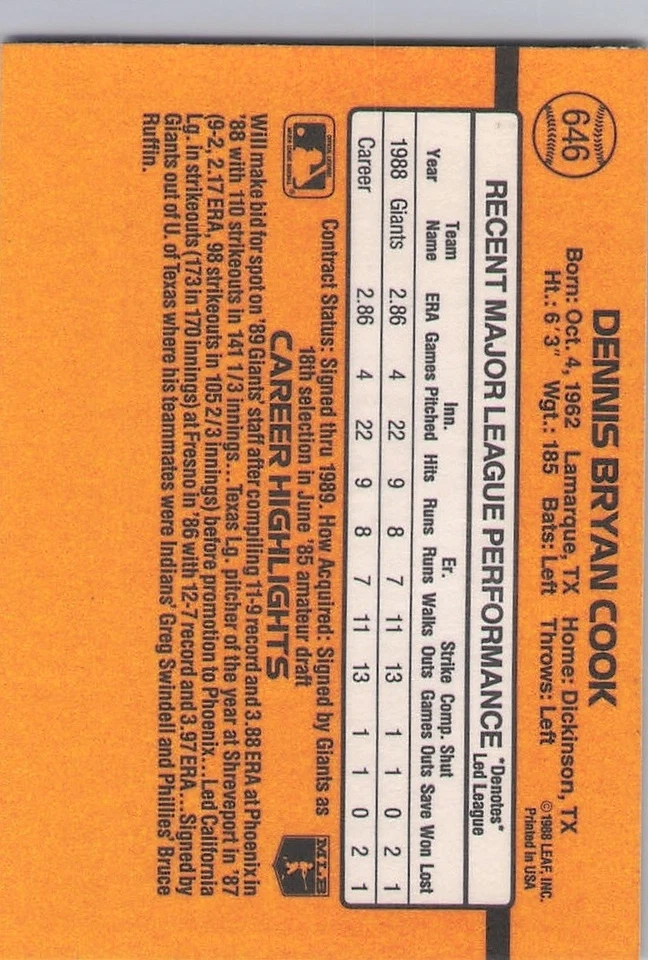 646
DENNIS BRYAN COOK
Born: Oct. 4, 1962 Lamarque, TX Home: Dickinson, TX
Ht.: 6' 3" Wgt.: 185 Bats: Left Throws: Left
©1988 LEAF, INC.
Printed in USA
RECENT MAJOR LEAGUE PERFORMANCE *Denotes*
Led League
Team Inn. Er. Strike Comp. Shut
Year Name ERA Games Pitched Hits Runs Runs Walks Outs Games Outs Save Won Lost
1988 Giants 2.86 4 22 9 8 7 11 13 1 1 0 2 1
Career 2.86 4 22 9 8 7 11 13 1 1 0 2 1
Contract Status: Signed thru 1989. How Acquired: Signed by Giants as
18th selection in June '85 amateur draft
MLB
CAREER HIGHLIGHTS
Will make bid for spot on '89 Giants' staff after compiling 11-9 record and 3.88 ERA at Phoenix in
'88 with 110 strikeouts in 141 1/3 innings... Texas Lg. pitcher of the year at Shreveport in '87
(9-2, 2.17 ERA, 98 strikeouts in 105 2/3 innings) before promotion to Phoenix...Led California
Lg. in strikeouts (173 in 170 innings) at Fresno in '86 with 12-7 record and 3.97 ERA... Signed by
Giants out of U. of Texas where his teammates were Indians' Greg Swindell and Phillies' Bruce
Ruffin.